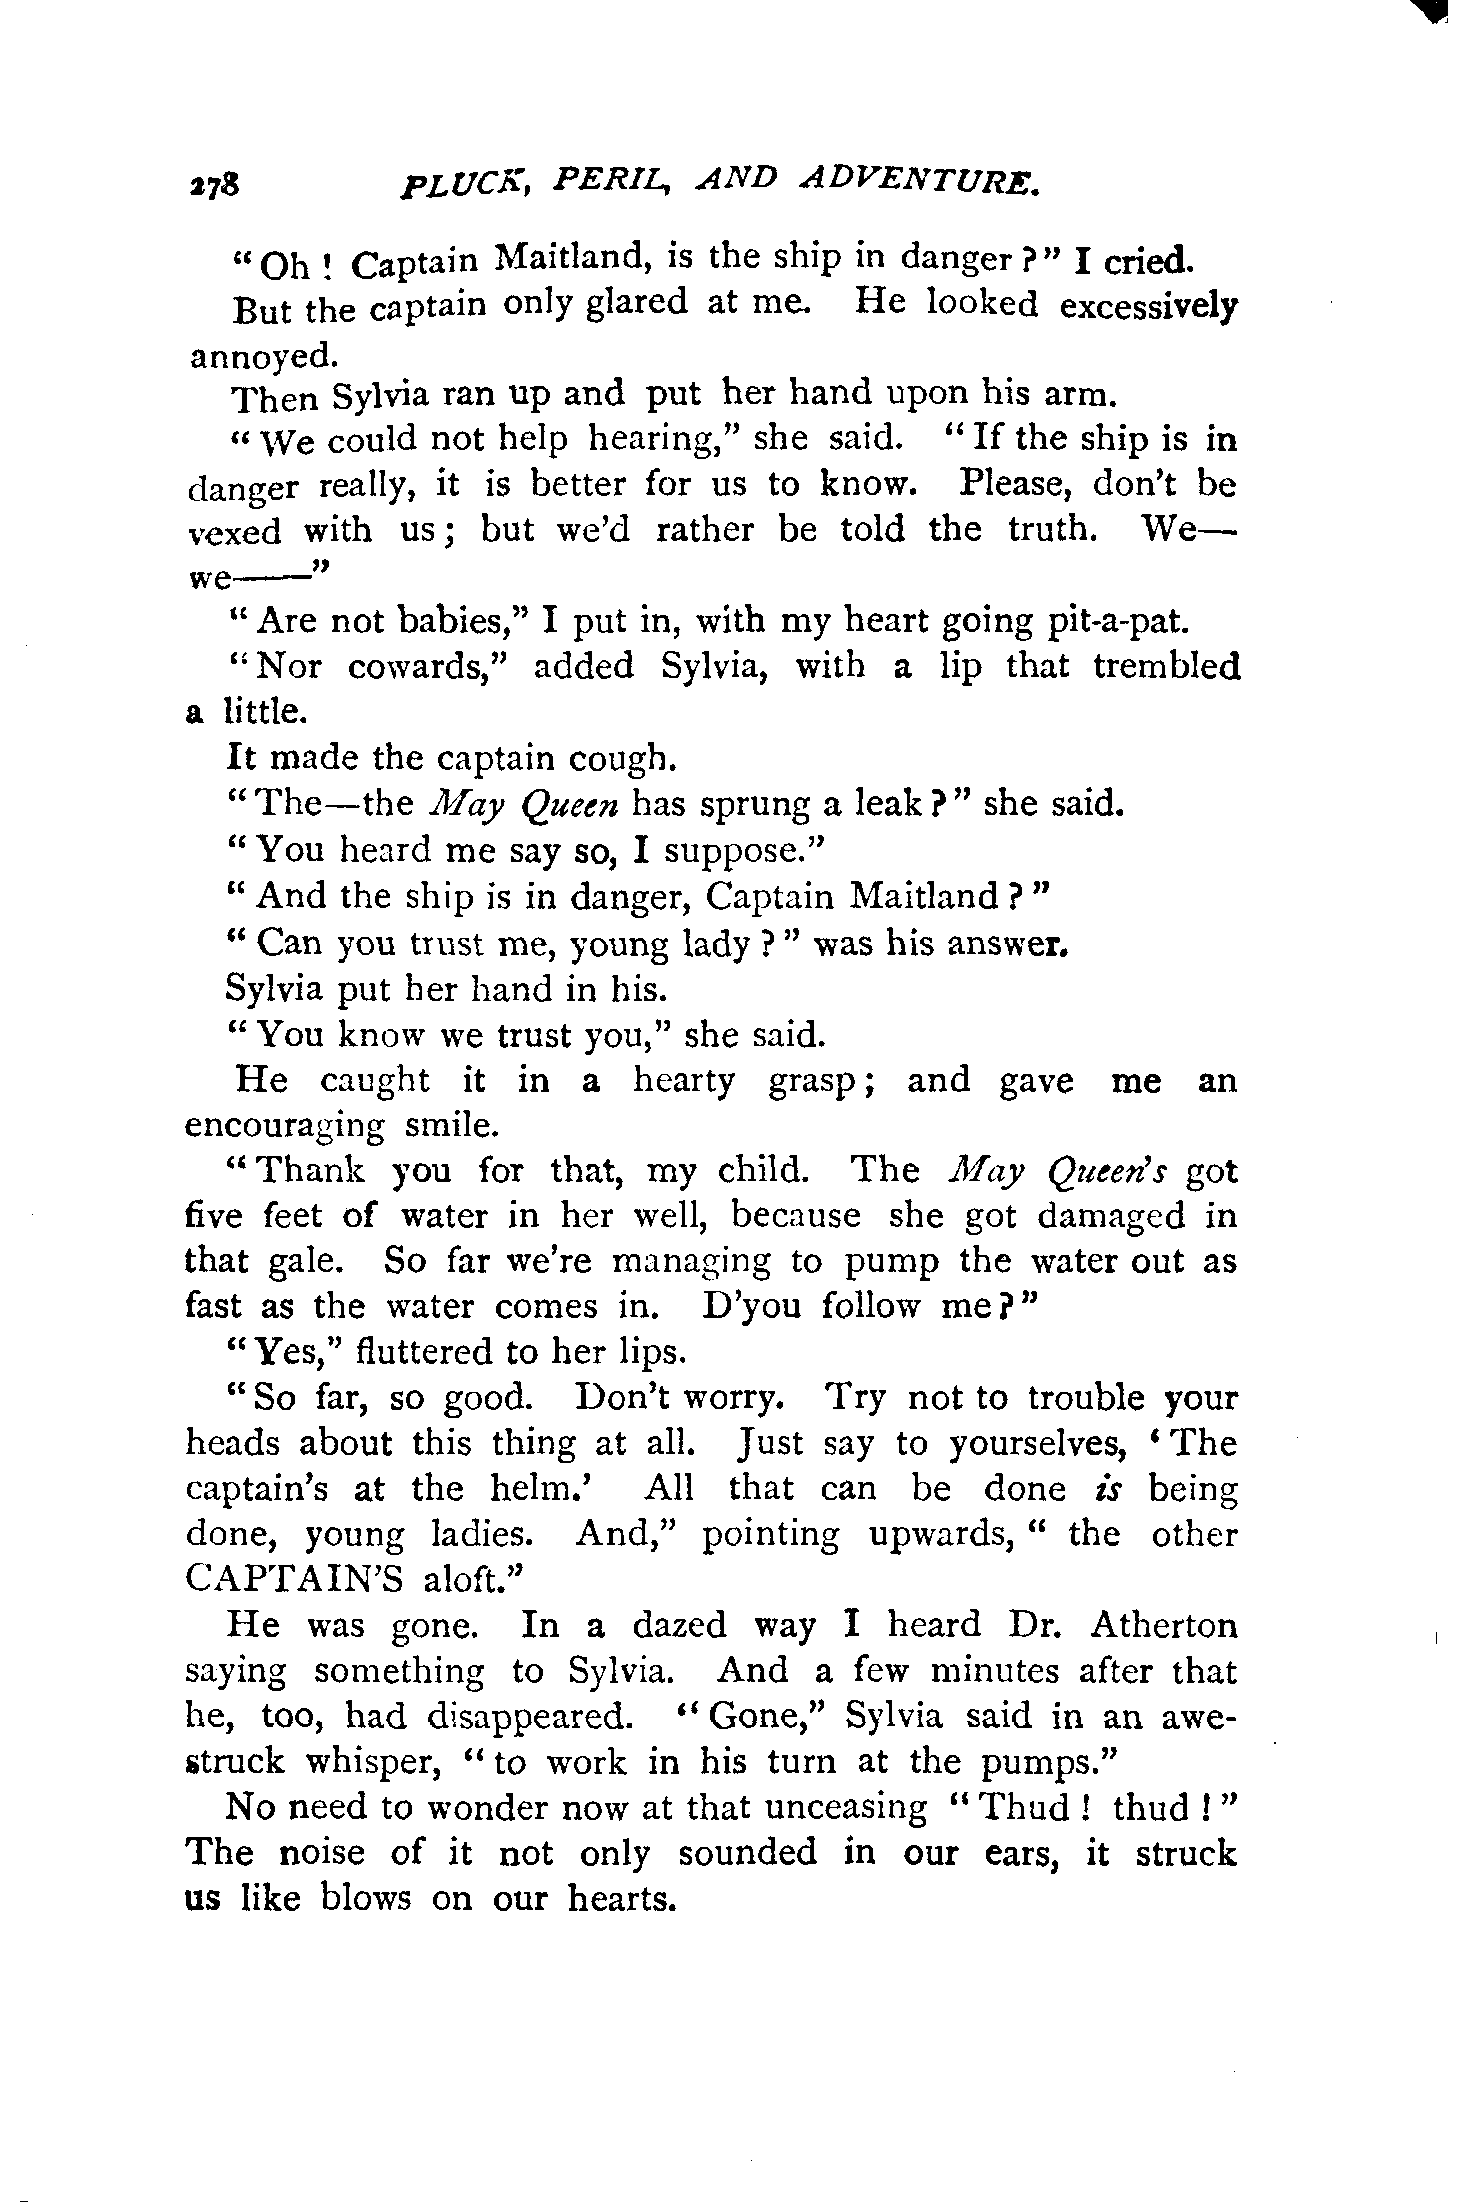 278 PLUCK, PERIL, AND ADVENTURE.
“Oh! Captain Maitland, is the ship in danger?” I cried.
But the captain only glared at me. He looked excessively
annoyed.
Then Sylvia ran up and put her hand upon his arm.
“We could not help hearing,” she said. “If the ship is in
danger really, it is better for us to know. Please, don't be
vexed with us; but we'd rather be told the truth. We—
we——”
“Are not babies,” I put in, with my heart going pit-a-pat.
“Nor cowards,” added Sylvia, with a lip that trembled
a little.
It made the captain cough.
“The—the May Queen has sprung a leak?” she said.
“You heard me say so, I suppose.”
“And the ship is in danger, Captain Maitland?”
“Can you trust me, young lady?” was his answer.
Sylvia put her hand in his.
“You know we trust you,” she said.
He caught it in a hearty grasp; and gave me an
encouraging smile.
“Thank you for that, my child. The May Queen's got
five feet of water in her well, because she got damaged in
that gale. So far we're managing to pump the water out as
fast as the water comes in. D'you follow me?”
“Yes,” fluttered to her lips.
“So far, so good. Don't worry. Try not to trouble your
heads about this thing at all. Just say to yourselves, ‘The
captain's at the helm.’ All that can be done is being
done, young ladies. And,” pointing upwards, “the other
CAPTAIN'S aloft.”
He was gone. In a dazed way I heard Dr. Atherton
saying something to Sylvia. And a few minutes after that
he, too, had disappeared. “Gone,” Sylvia said in an awe-
struck whisper, “to work in his turn at the pumps.”
No need to wonder now at that unceasing “Thud! thud!”
The noise of it not only sounded in our ears, it struck
us like blows on our hearts.